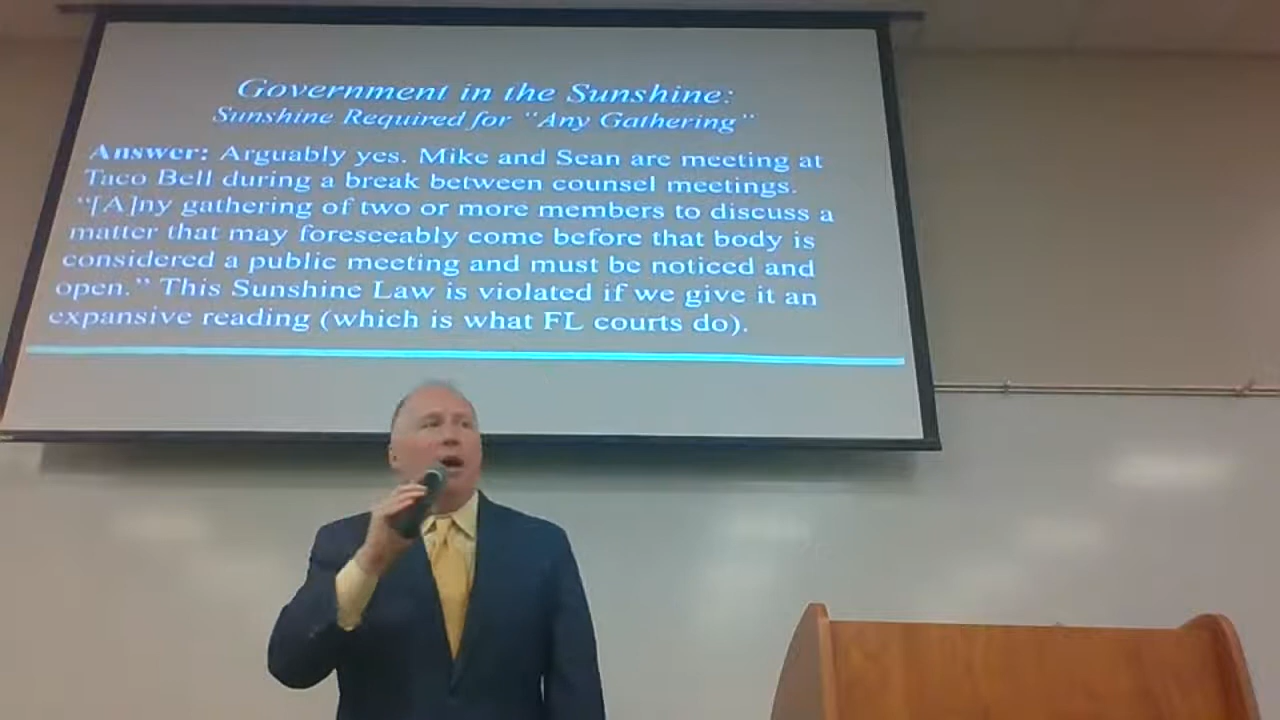 Government in the Sunshine:
Sunshine Required for "Any Gathering"
Answer: Arguably yes. Mike and Sean are meeting at
Taco Bell during a break between counsel meetings.
"[A]ny gathering of two or more members to discuss a
matter that may foreseeably come before that body is
considered a public meeting and must be noticed and
open." This Sunshine Law is violated if we give it an
expansive reading (which is what FL courts do).